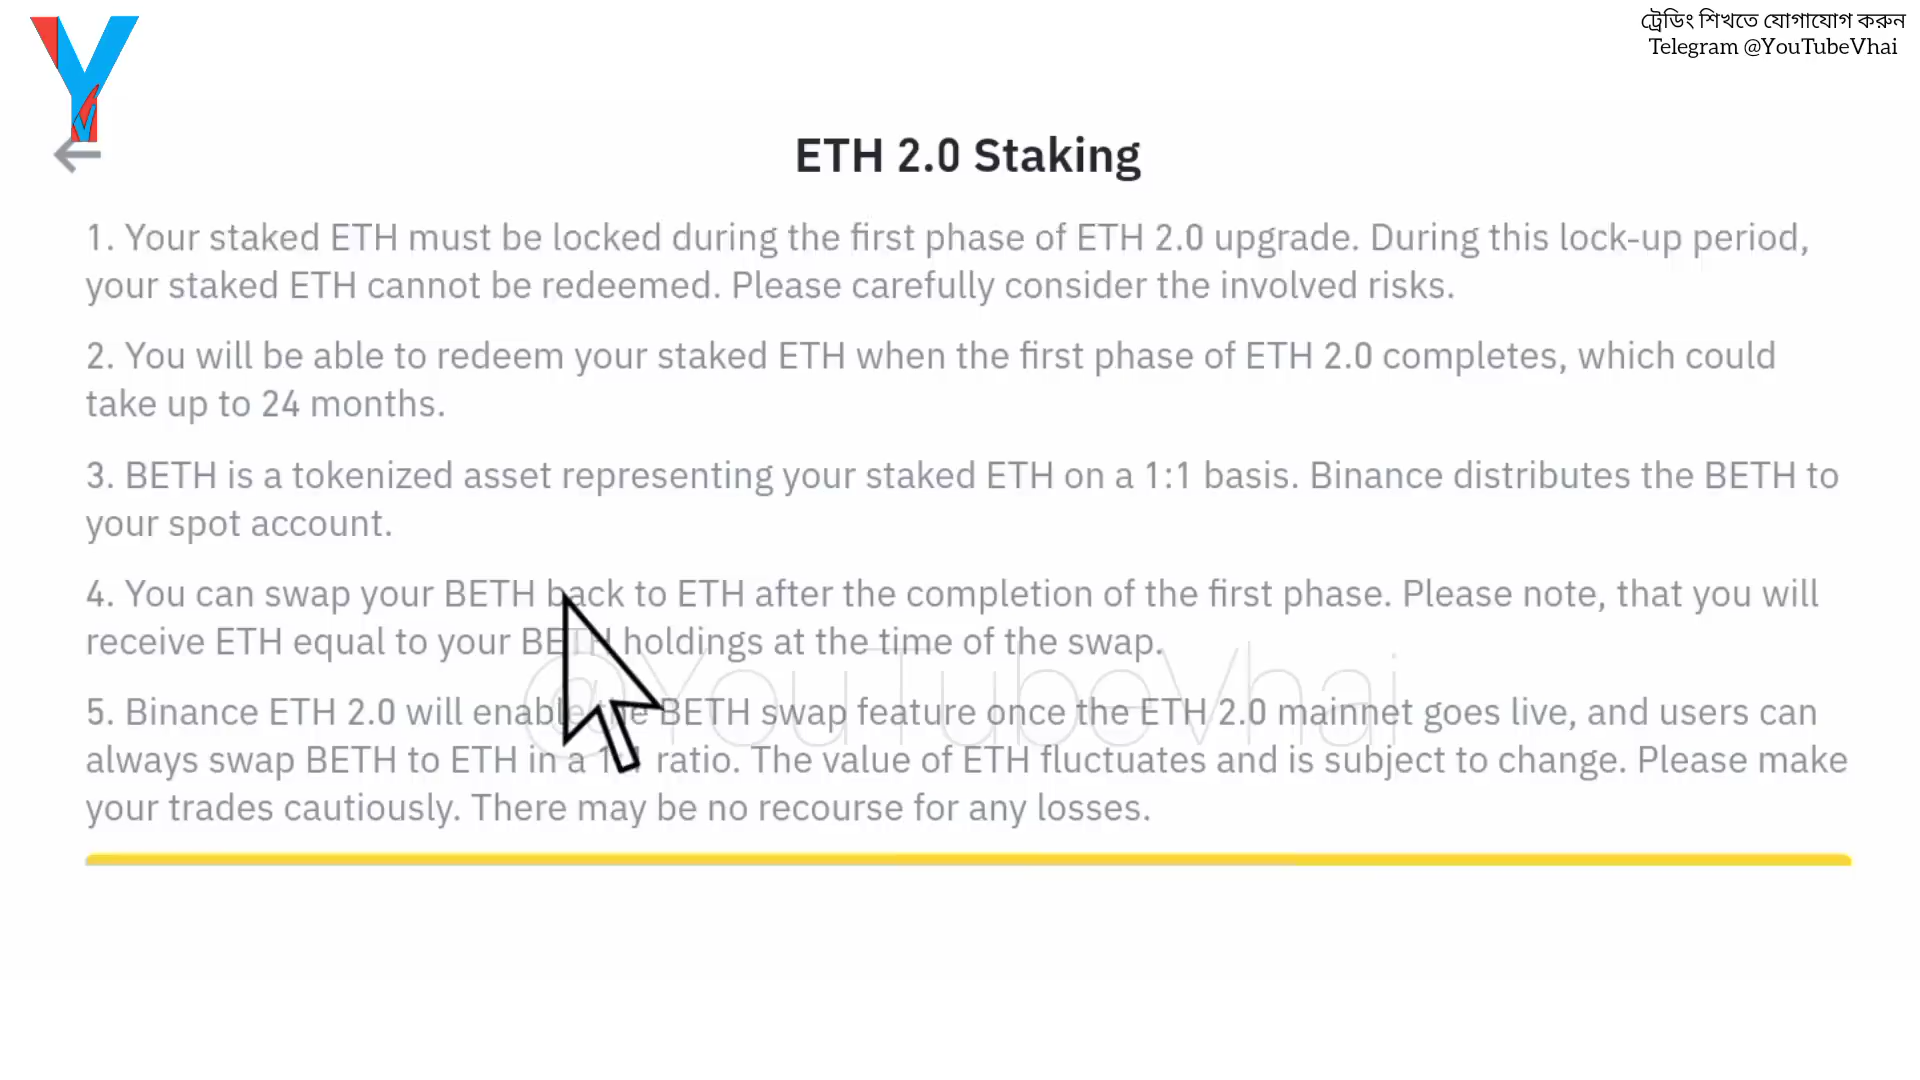 ট্রেডিং শিখতে যোগাযোগ করুন
Telegram @YouTubeVhai
ETH 2.0 Staking
1. Your staked ETH must be locked during the first phase of ETH 2.0 upgrade. During this lock-up period,
your staked ETH cannot be redeemed. Please carefully consider the involved risks.
2. You will be able to redeem your staked ETH when the first phase of ETH 2.0 completes, which could
take up to 24 months.
3. BETH is a tokenized asset representing your staked ETH on a 1:1 basis. Binance distributes the BETH to
your spot account.
4. You can swap your BETH back to ETH after the completion of the first phase. Please note, that you will
receive ETH equal to your BETH holdings at the time of the swap.
@YouTubeVhai
5. Binance ETH 2.0 will enable the BETH swap feature once the ETH 2.0 mainnet goes live, and users can
always swap BETH to ETH in a 1:1 ratio. The value of ETH fluctuates and is subject to change. Please make
your trades cautiously. There may be no recourse for any losses.